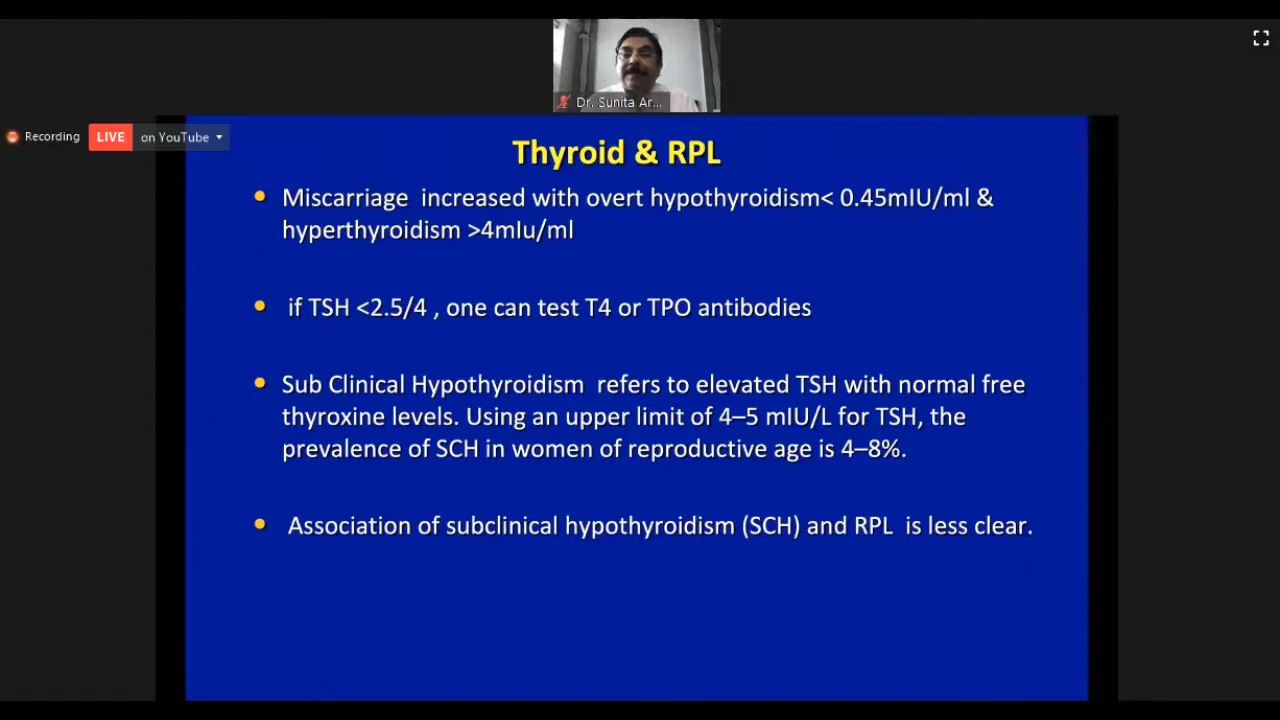 Dr. Sunita Ar...
Recording
LIVE on YouTube
Thyroid & RPL
Miscarriage increased with overt hypothyroidism< 0.45mIU/ml &
hyperthyroidism >4mIu/ml
if TSH <2.5/4 , one can test T4 or TPO antibodies
Sub Clinical Hypothyroidism refers to elevated TSH with normal free
thyroxine levels. Using an upper limit of 4–5 mIU/L for TSH, the
prevalence of SCH in women of reproductive age is 4–8%.
Association of subclinical hypothyroidism (SCH) and RPL is less clear.